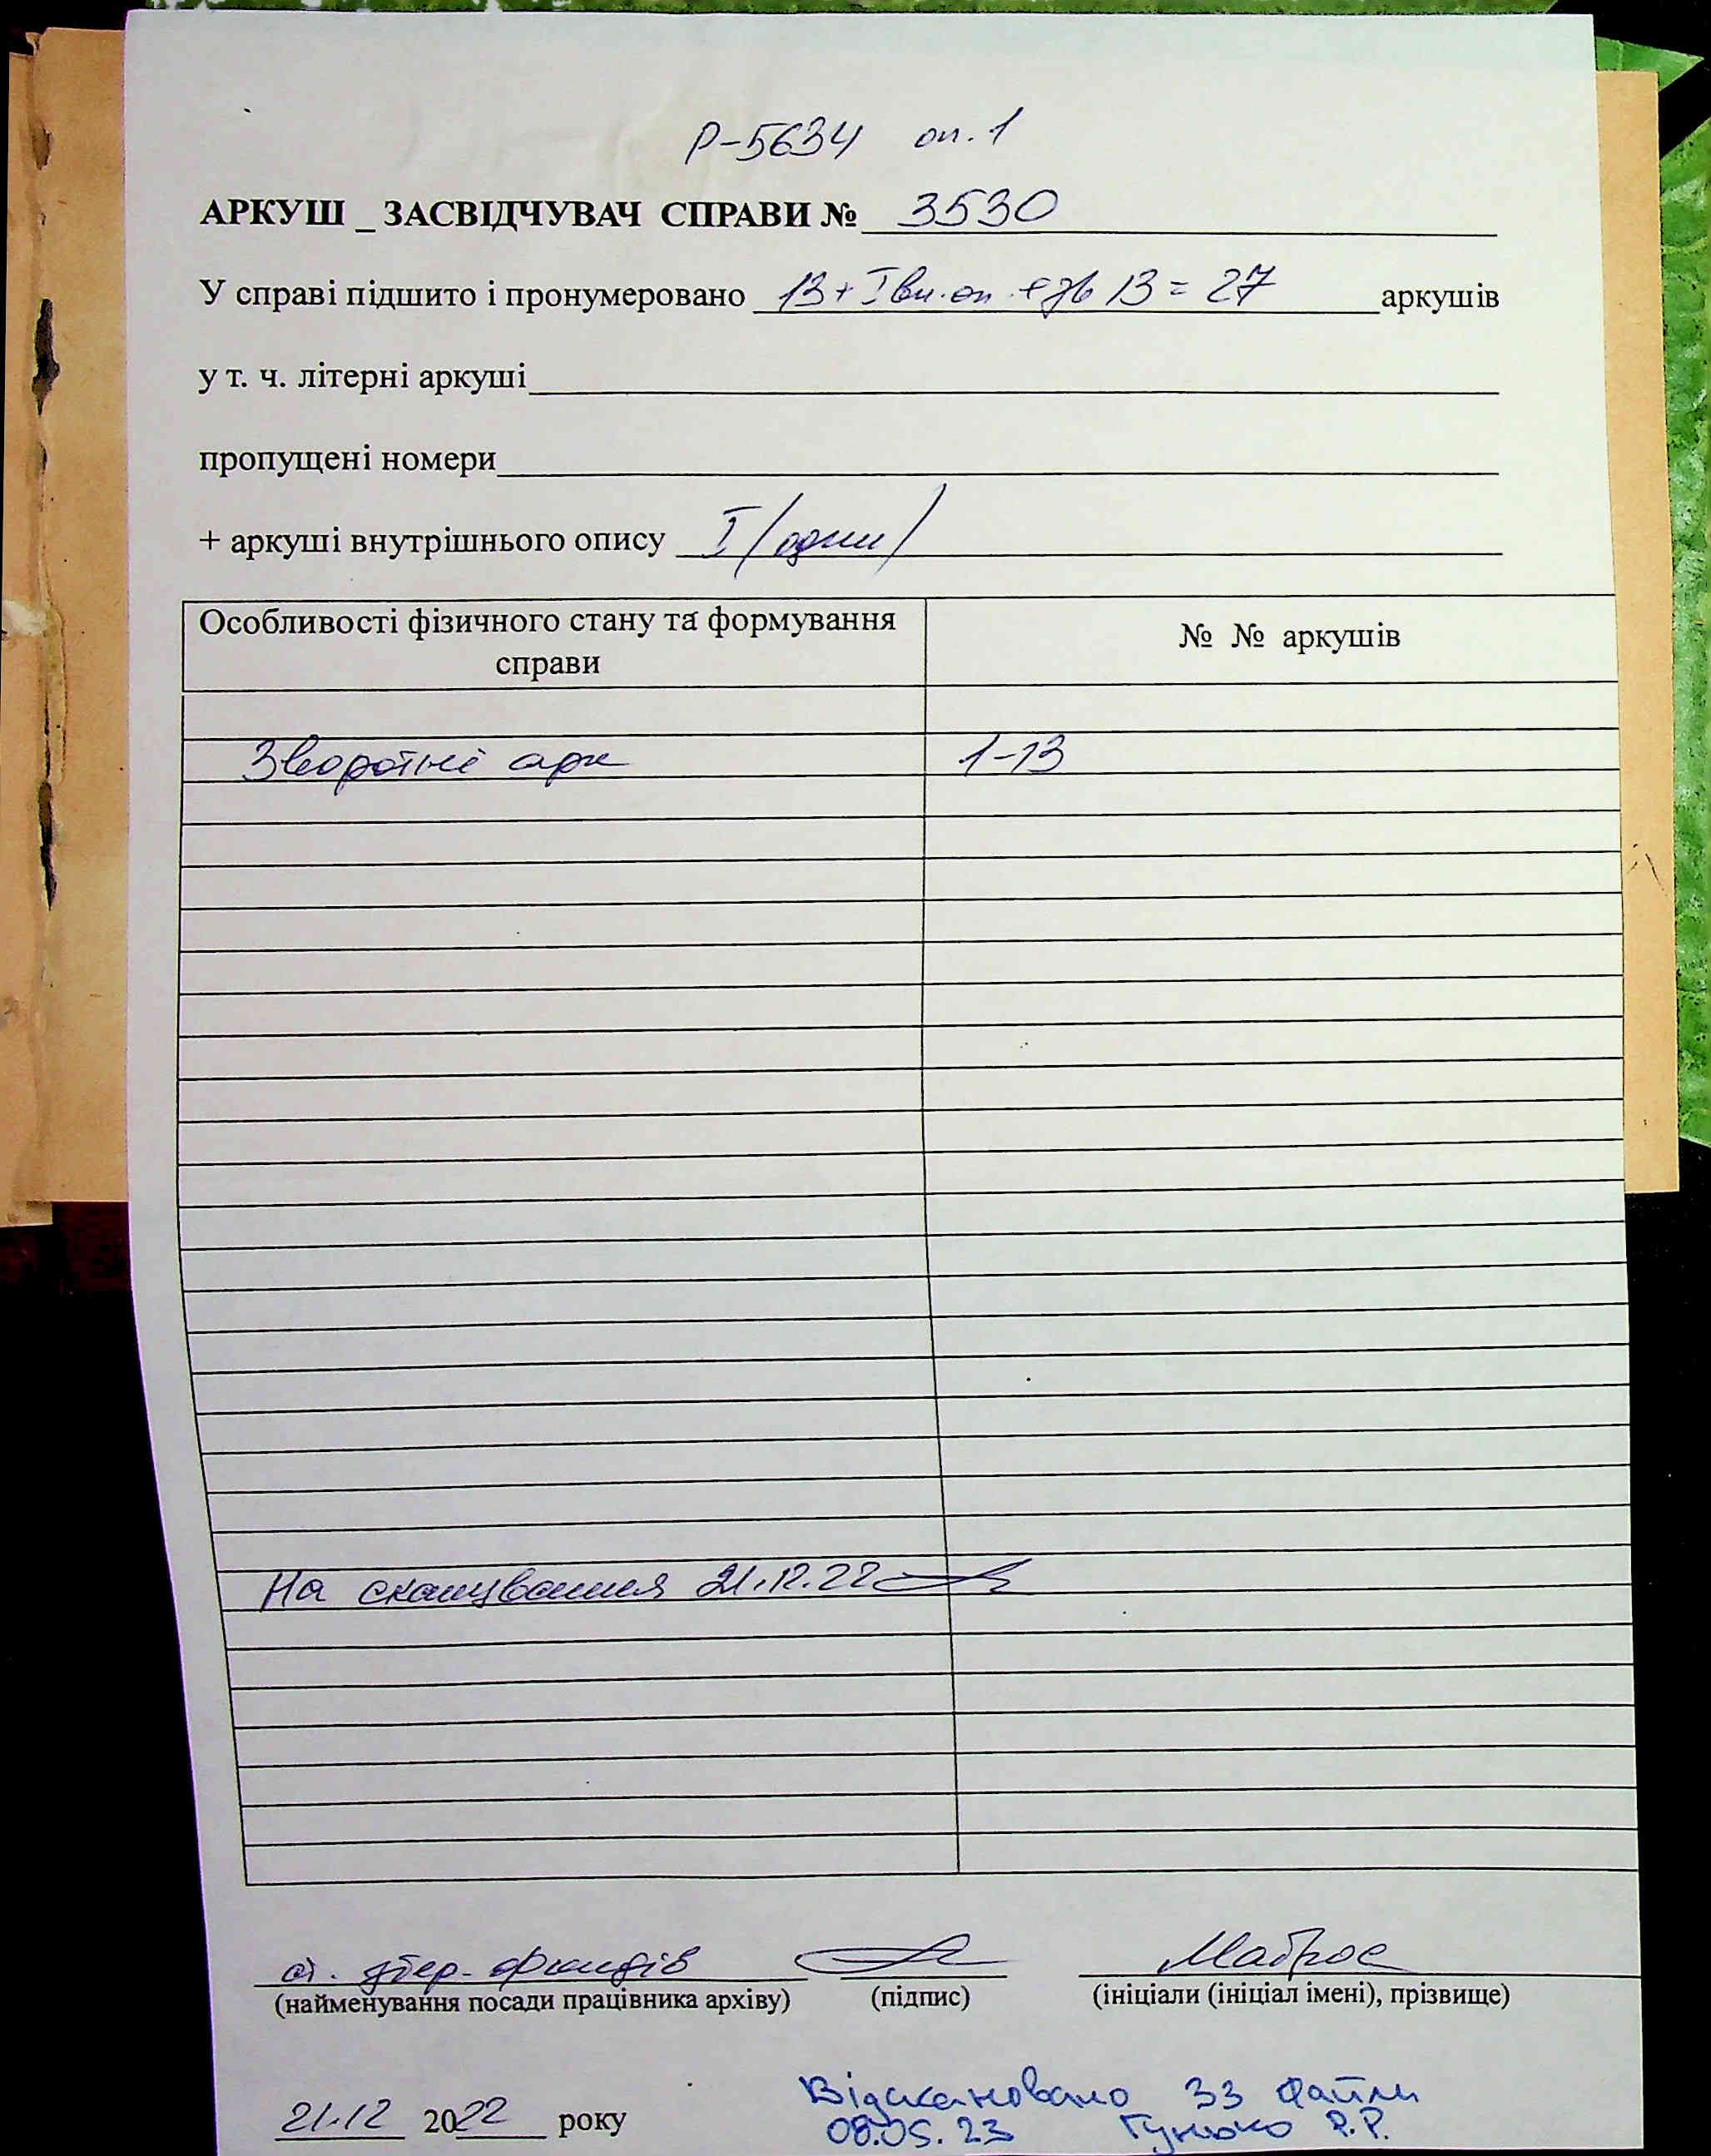 Р-5634 оп. 1
АРКУШ _ ЗАСВІДЧУВАЧ СПРАВИ № 3530
У справі підшито і пронумеровано 13 + I вн. оп + зв 13 = 27 аркушів
у т. ч. літерні аркуші
пропущені номери
+ аркуші внутрішнього опису I (один)
Особливості фізичного стану та формування справи
№ № аркушів
Зворотні арк 1-13
На сканування 21.12.22
ст. збер. фондів Матрос
(найменування посади працівника архіву) (підпис) (ініціали (ініціал імені), прізвище)
21.12 2022 року
Відскановано 33 файли
08.05.23 Р.Р.